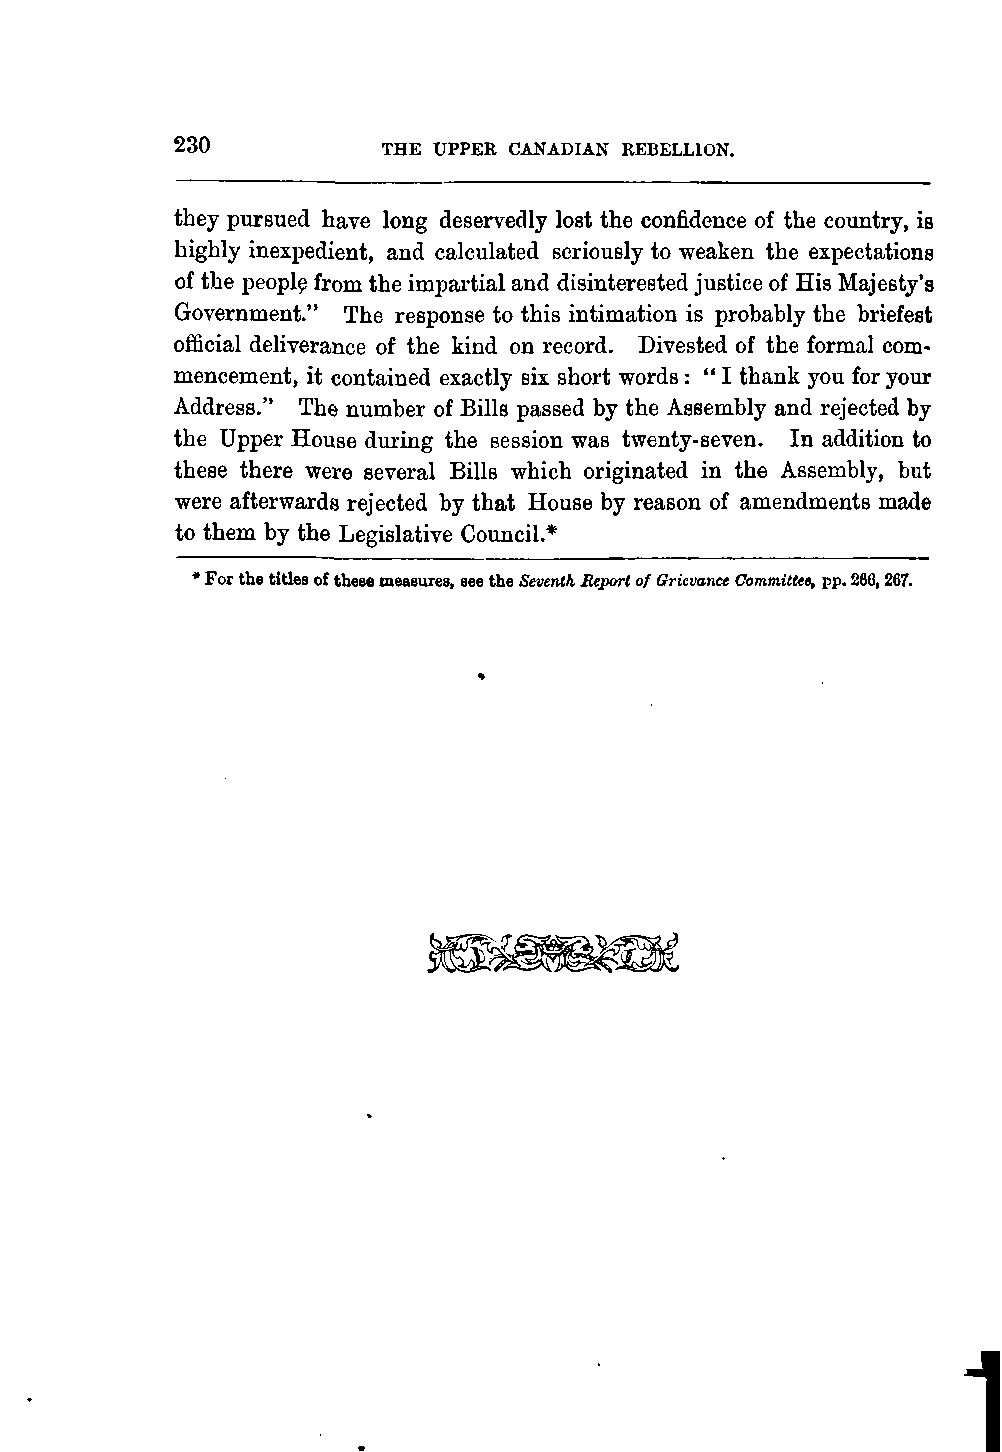 230 THE UPPER CANADIAN REBELLION.
they pursued have long deservedly lost the confidence of the country, is
highly inexpedient, and calculated seriously to weaken the expectations
of the people from the impartial and disinterested justice of His Majesty's
Government." The response to this intimation is probably the briefest
official deliverance of the kind on record. Divested of the formal com-
mencement, it contained exactly six short words: "I thank you for your
Address." The number of Bills passed by the Assembly and rejected by
the Upper House during the session was twenty-seven. In addition to
these there were several Bills which originated in the Assembly, but
were afterwards rejected by that House by reason of amendments made
to them by the Legislative Council.*
* For the titles of these measures, see the Seventh Report of Grievance Committee, pp. 266, 267.